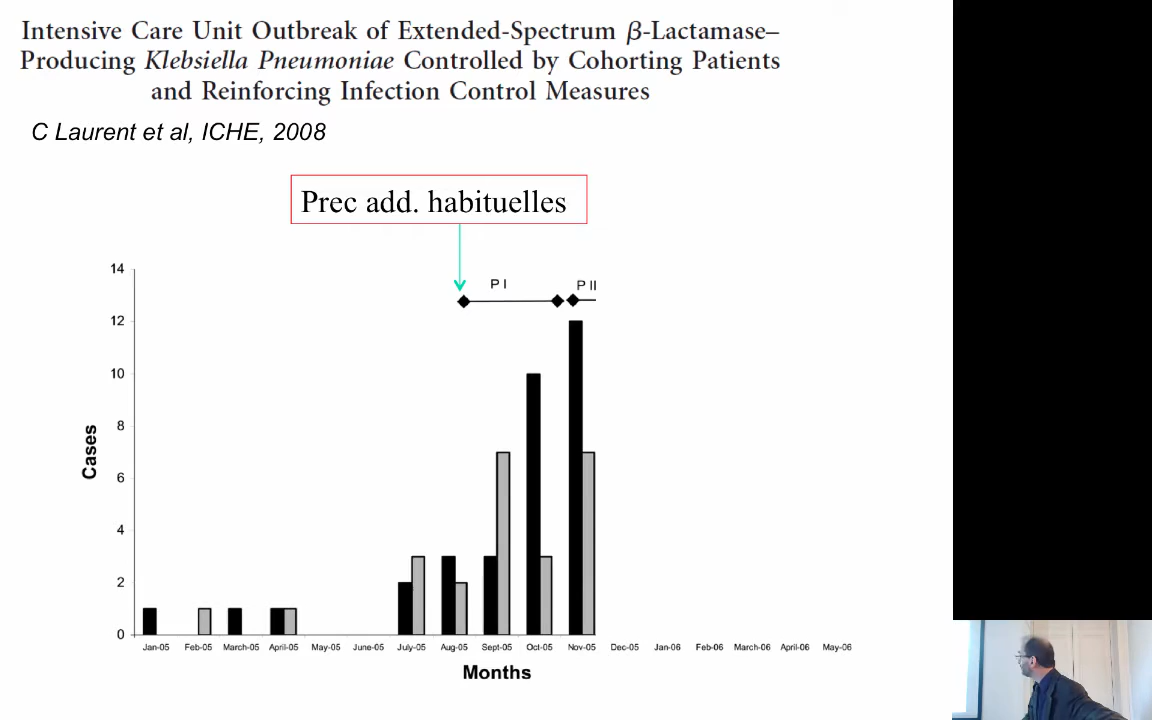 Intensive Care Unit Outbreak of Extended-Spectrum β-Lactamase–
Producing Klebsiella Pneumoniae Controlled by Cohorting Patients
and Reinforcing Infection Control Measures
C Laurent et al, ICHE, 2008
Prec add. habituelles
P I
P II
14
12
10
8
6
4
2
0
Cases
Jan-05 Feb-05 March-05 April-05 May-05 June-05 July-05 Aug-05 Sept-05 Oct-05 Nov-05 Dec-05 Jan-06 Feb-06 March-06 April-06 May-06
Months